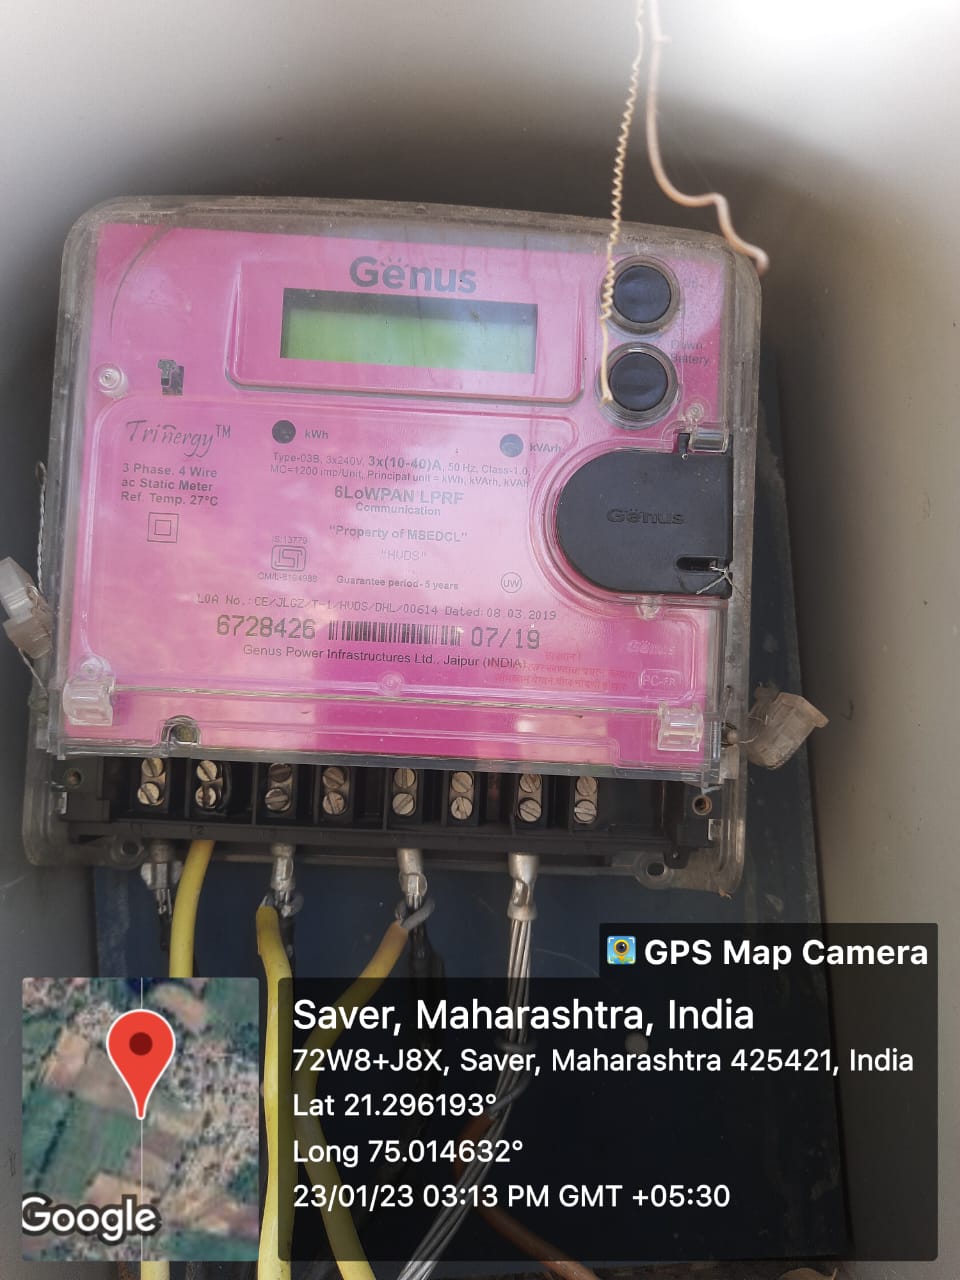 Genus
Down
Battery
Trinergy™
kWh
kVArh
3 Phase, 4 Wire
ac Static Meter
Ref. Temp. 27°C
Type-03B, 3x240V, 3x(10-40)A, 50 Hz, Class-1.0,
MC=1200 imp/Unit, Principal unit = kWh, kVArh, kVAh
6LoWPAN LPRF
Communication
"Property of MSEDCL"
"HVDS"
Genus
IS 13779
CM/L-8194988
Guarantee period- 5 years
UW
LOA No.:CE/JLGZ/T-1/HVDS/DHL/00614 Dated:08 03 2019
6728426 07/19
Genus Power Infrastructures Ltd., Jaipur (INDIA)
Genus
GPS Map Camera
Saver, Maharashtra, India
72W8+J8X, Saver, Maharashtra 425421, India
Lat 21.296193°
Long 75.014632°
23/01/23 03:13 PM GMT +05:30
Google